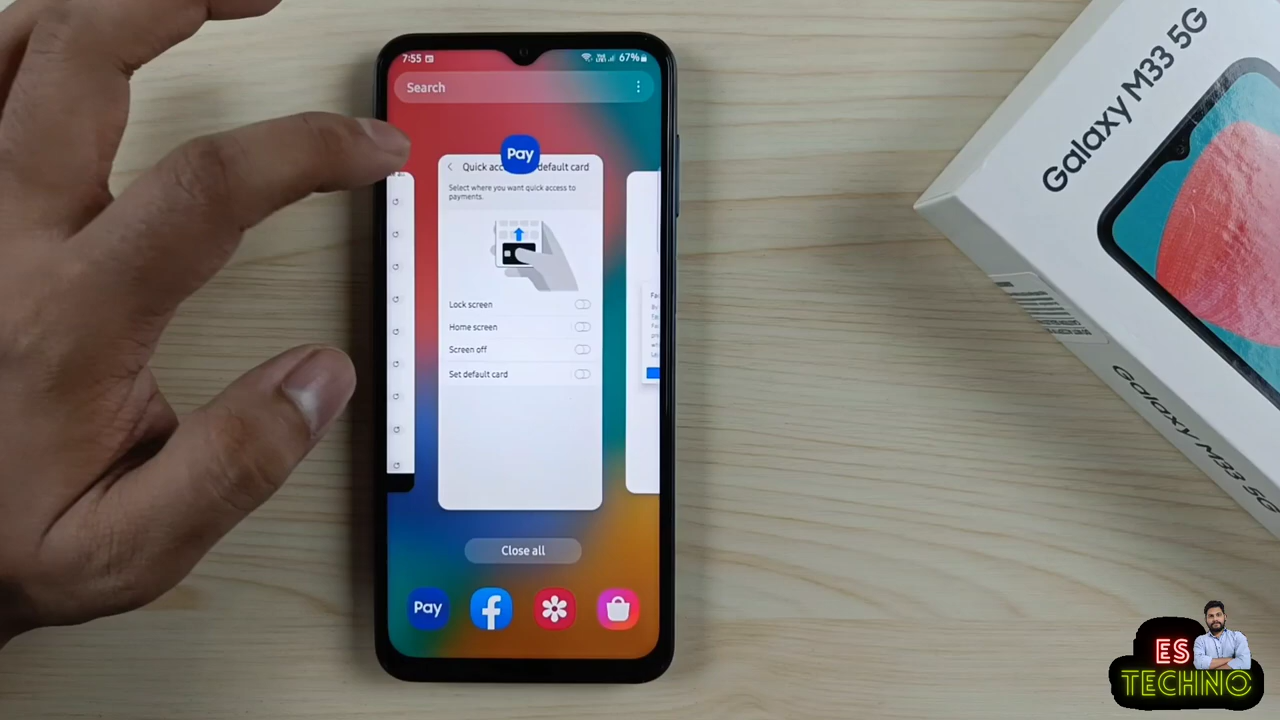 7:55
67%
Search
Pay
Quick acc default card
Select where you want quick access to
payments.
Lock screen
Home screen
Screen off
Set default card
Close all
Pay
Galaxy M33 5G
Galaxy M33 5G
ES
TECHNO